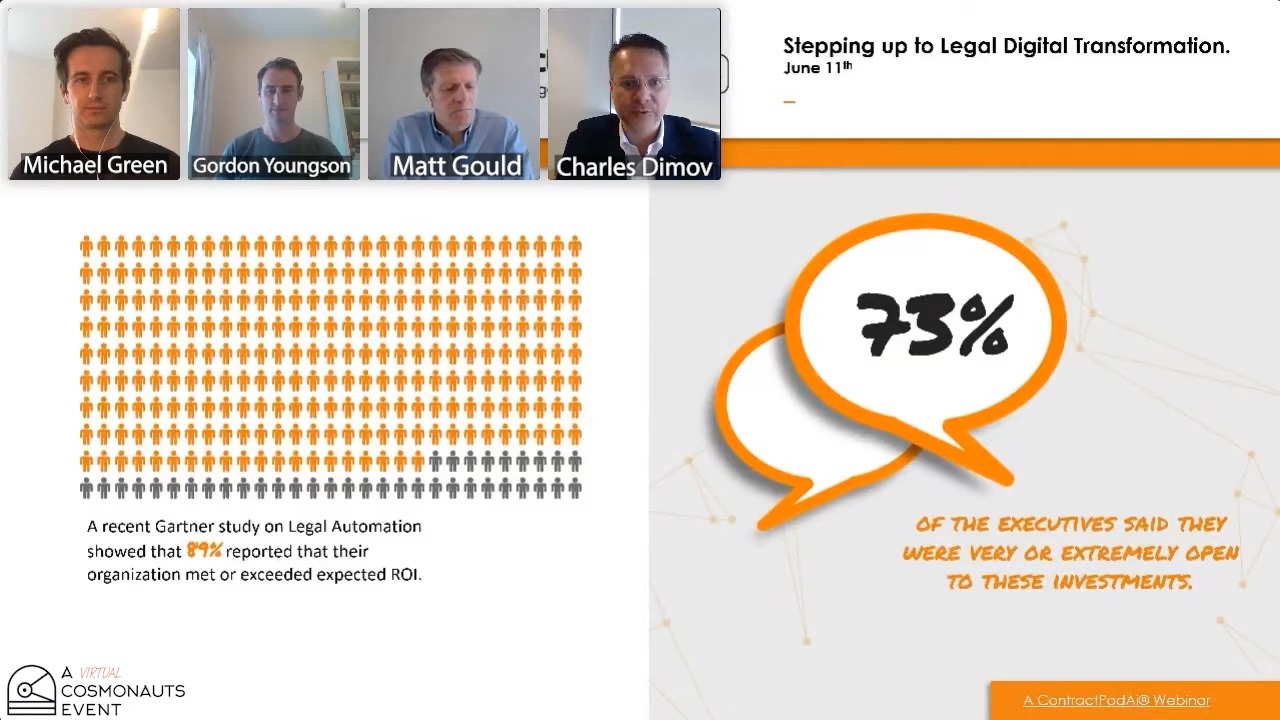 Michael Green
Gordon Youngson
Matt Gould
Charles Dimov
Stepping up to Legal Digital Transformation.
June 11th
73%
A recent Gartner study on Legal Automation
showed that 89% reported that their
organization met or exceeded expected ROI.
OF THE EXECUTIVES SAID THEY
WERE VERY OR EXTREMELY OPEN
TO THESE INVESTMENTS.
A VIRTUAL
COSMONAUTS
EVENT
A ContractPodAi® Webinar